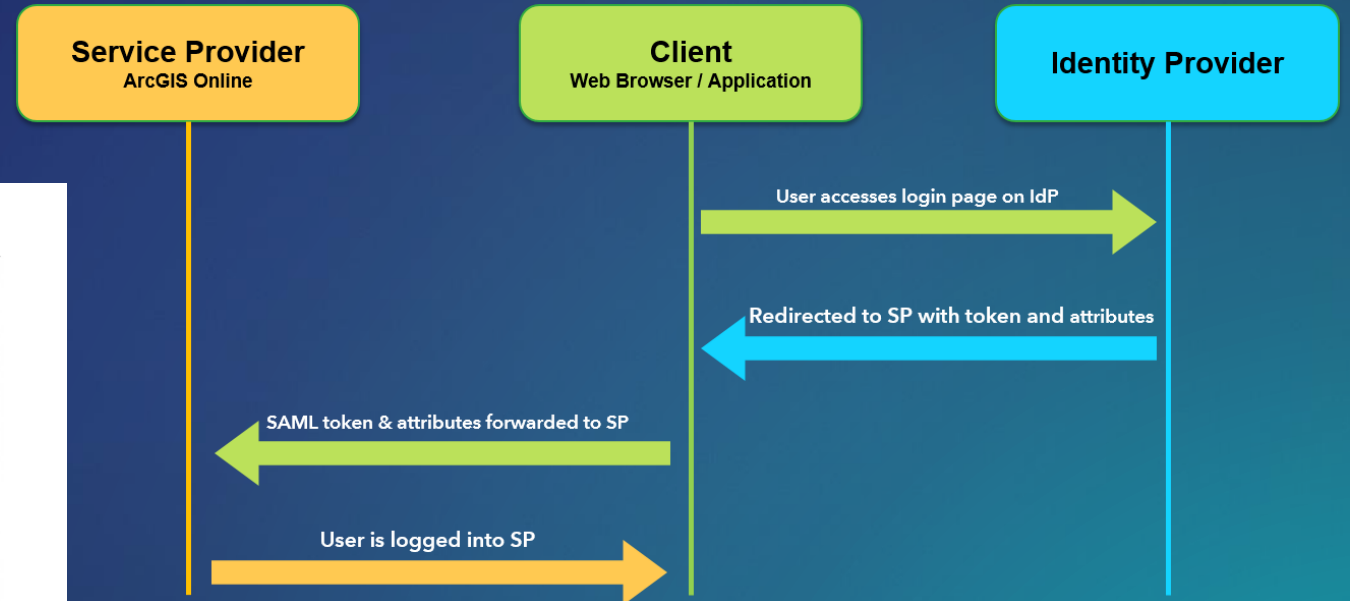 Service Provider
ArcGIS Online
Client
Web Browser / Application
Identity Provider
User accesses login page on IdP
Redirected to SP with token and attributes
SAML token & attributes forwarded to SP
User is logged into SP